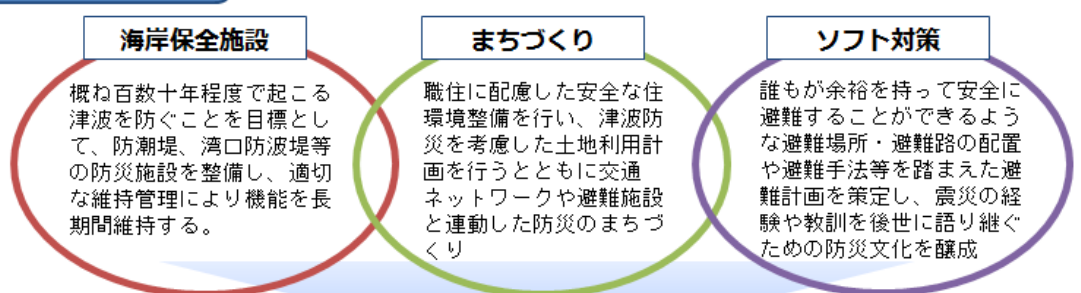 海岸保全施設
概ね百数十年程度で起こる
津波を防ぐことを目標とし
て、防潮堤、湾口防波堤等
の防災施設を整備し、適切
な維持管理により機能を長
期間維持する。
まちづくり
職住に配慮した安全な住
環境整備を行い、津波防
災を考慮した土地利用計
画を行うとともに交通
ネットワークや避難施設
と連動した防災のまちづ
くり
ソフト対策
誰もが余裕を持って安全に
避難することができるよう
な避難場所・避難路の配置
や避難手法等を踏まえた避
難計画を策定し、震災の経
験や教訓を後世に語り継ぐ
ための防災文化を醸成